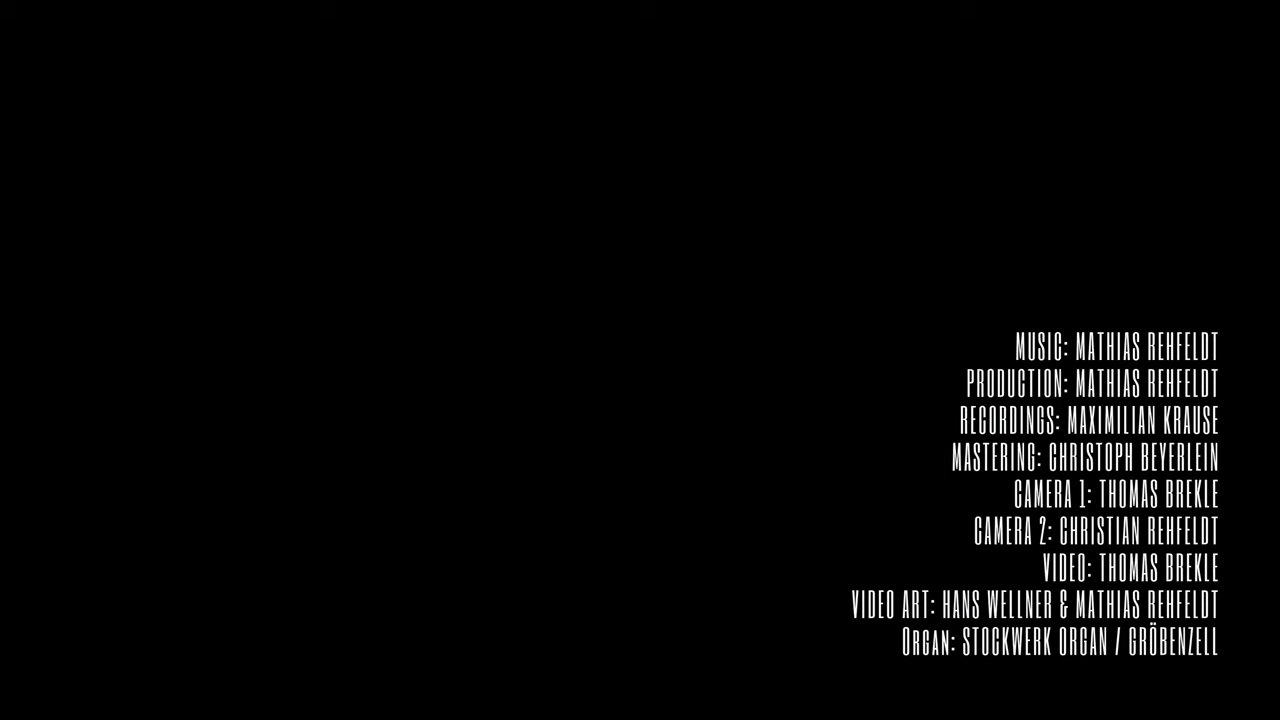 MUSIC: MATHIAS REHFELDT
PRODUCTION: MATHIAS REHFELDT
RECORDINGS: MAXIMILIAN KRAUSE
MASTERING: CHRISTOPH BEYERLEIN
CAMERA 1: THOMAS BREKLE
CAMERA 2: CHRISTIAN REHFELDT
VIDEO: THOMAS BREKLE
VIDEO ART: HANS WELLNER & MATHIAS REHFELDT
Organ: STOCKWERK ORGAN / GRÖBENZELL